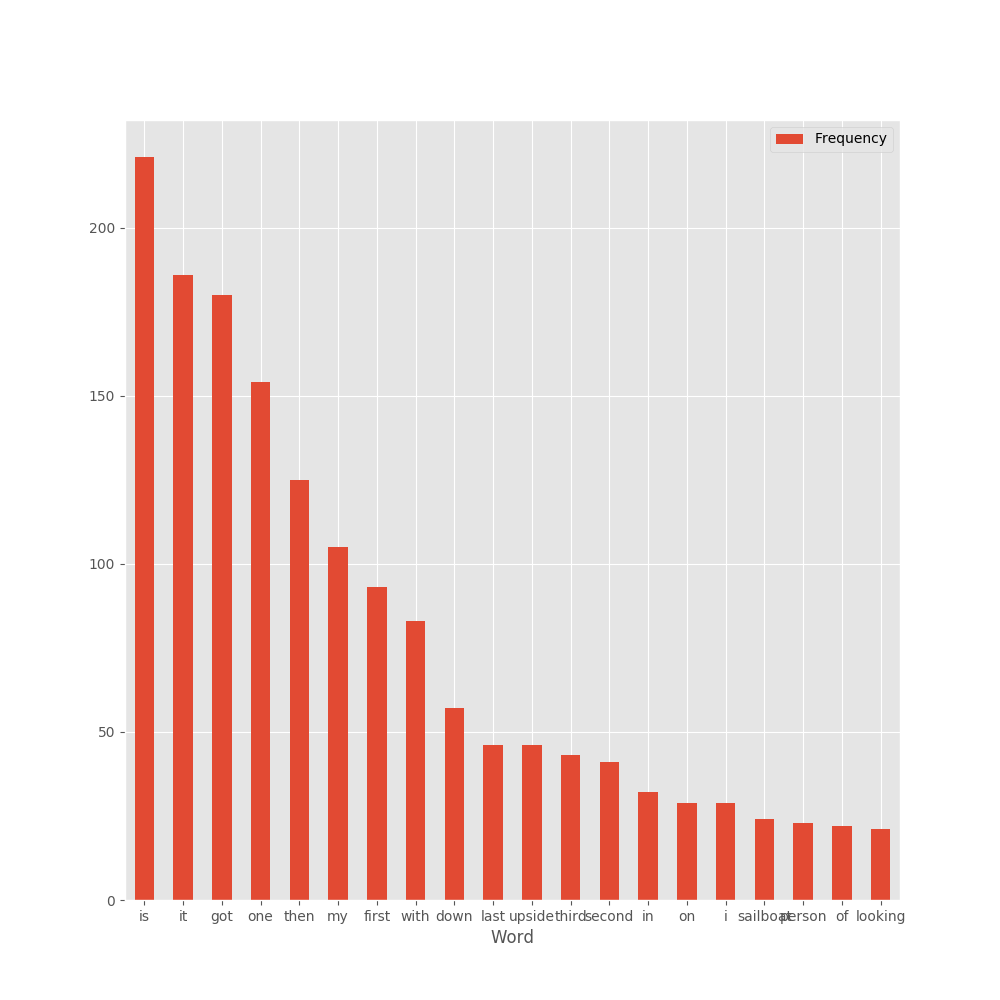 Frequency
200
150
100
50
0
is it got one then my first with down last upside third second in on i sailboat person of looking
Word